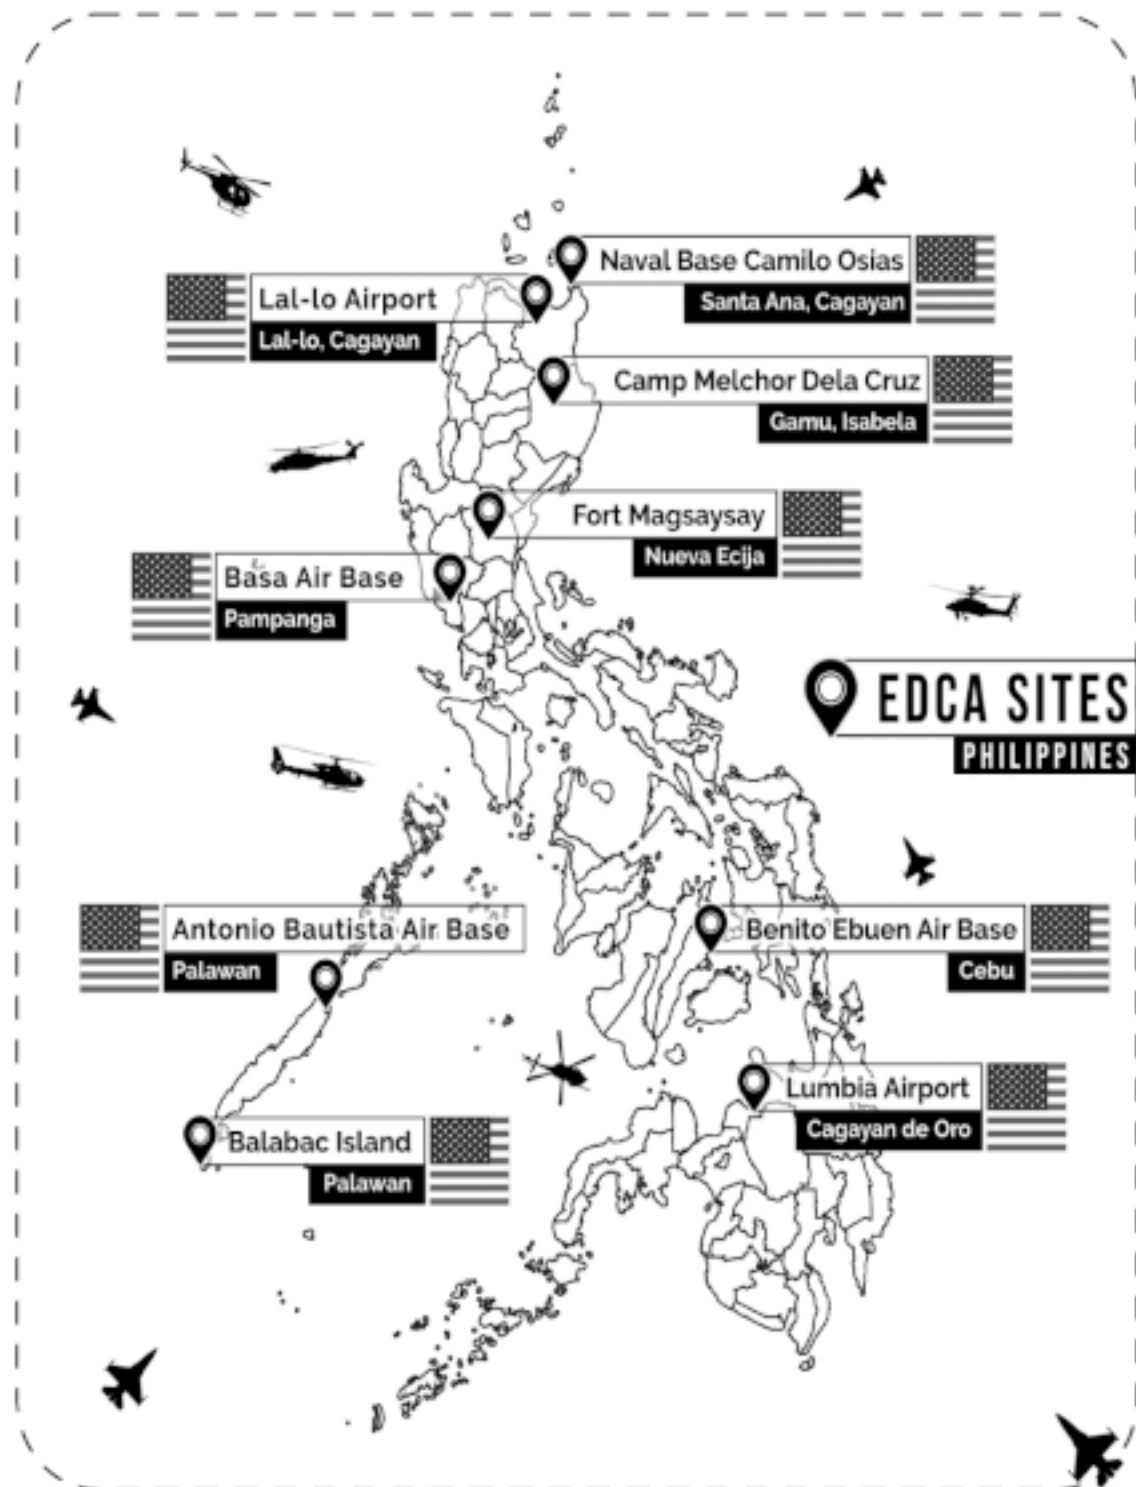 Naval Base Camilo Osias
Santa Ana, Cagayan
Lal-lo Airport
Lal-lo, Cagayan
Camp Melchor Dela Cruz
Gamu, Isabela
Fort Magsaysay
Nueva Ecija
Basa Air Base
Pampanga
EDCA SITES
PHILIPPINES
Antonio Bautista Air Base
Palawan
Benito Ebuen Air Base
Cebu
Lumbia Airport
Cagayan de Oro
Balabac Island
Palawan